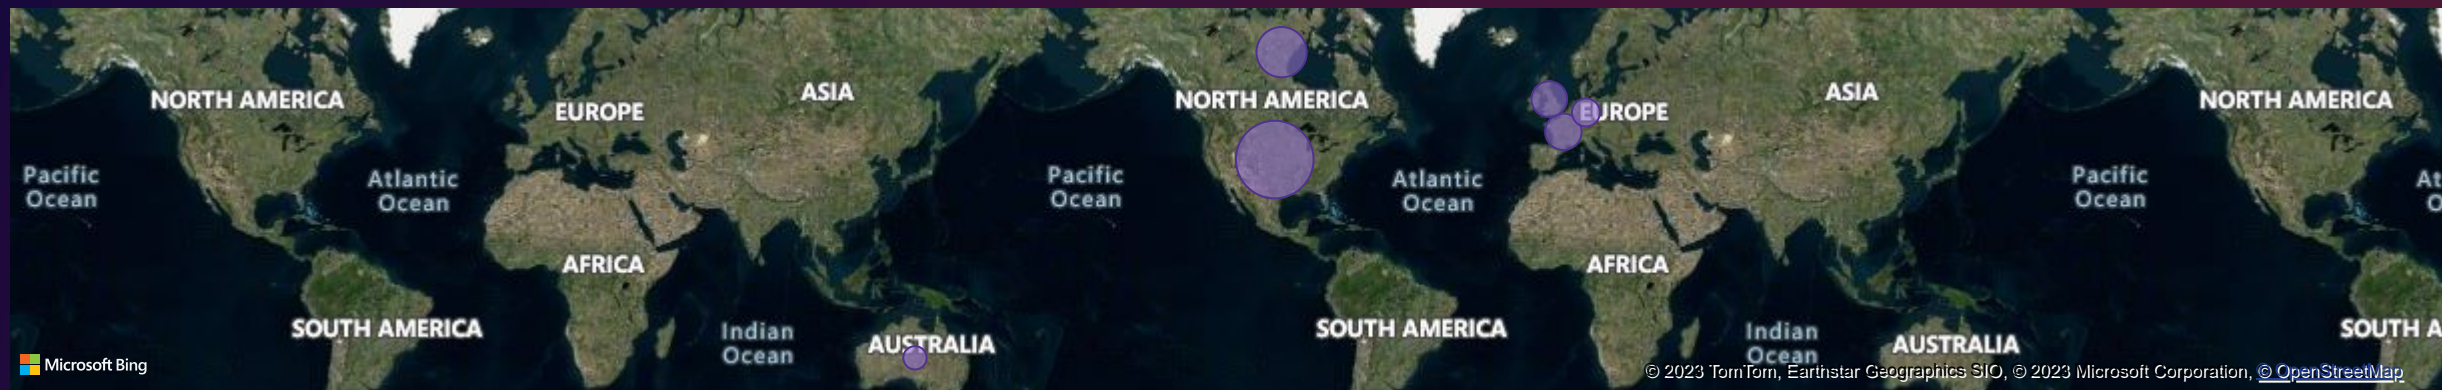 NORTH AMERICA
EUROPE
ASIA
NORTH AMERICA
EUROPE
ASIA
NORTH AMERICA
Pacific
Ocean
Atlantic
Ocean
Pacific
Ocean
Atlantic
Ocean
Pacific
Ocean
At
O
AFRICA
AFRICA
SOUTH AMERICA
Indian
Ocean
AUSTRALIA
SOUTH AMERICA
Indian
Ocean
AUSTRALIA
SOUTH A
Microsoft Bing
© 2023 TomTom, Earthstar Geographics SIO, © 2023 Microsoft Corporation, © OpenStreetMap